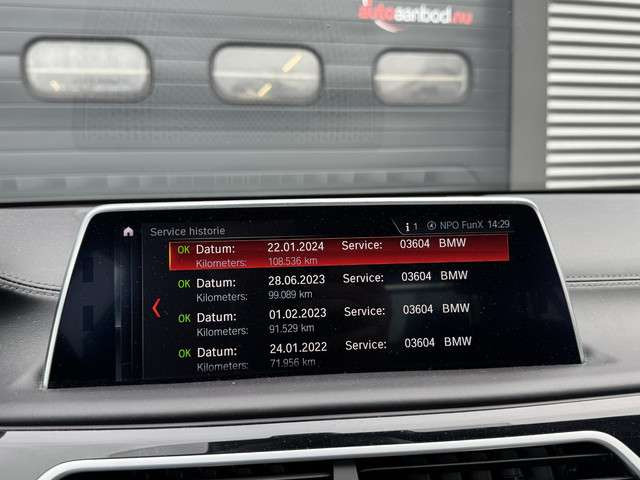 autoaanbod.nu
Service historie
1 NPO FunX 14:29
OK Datum: 22.01.2024 Service: 03604 BMW
Kilometers: 108.536 km
OK Datum: 28.06.2023 Service: 03604 BMW
Kilometers: 99.089 km
OK Datum: 01.02.2023 Service: 03604 BMW
Kilometers: 91.529 km
OK Datum: 24.01.2022 Service: 03604 BMW
Kilometers: 71.956 km